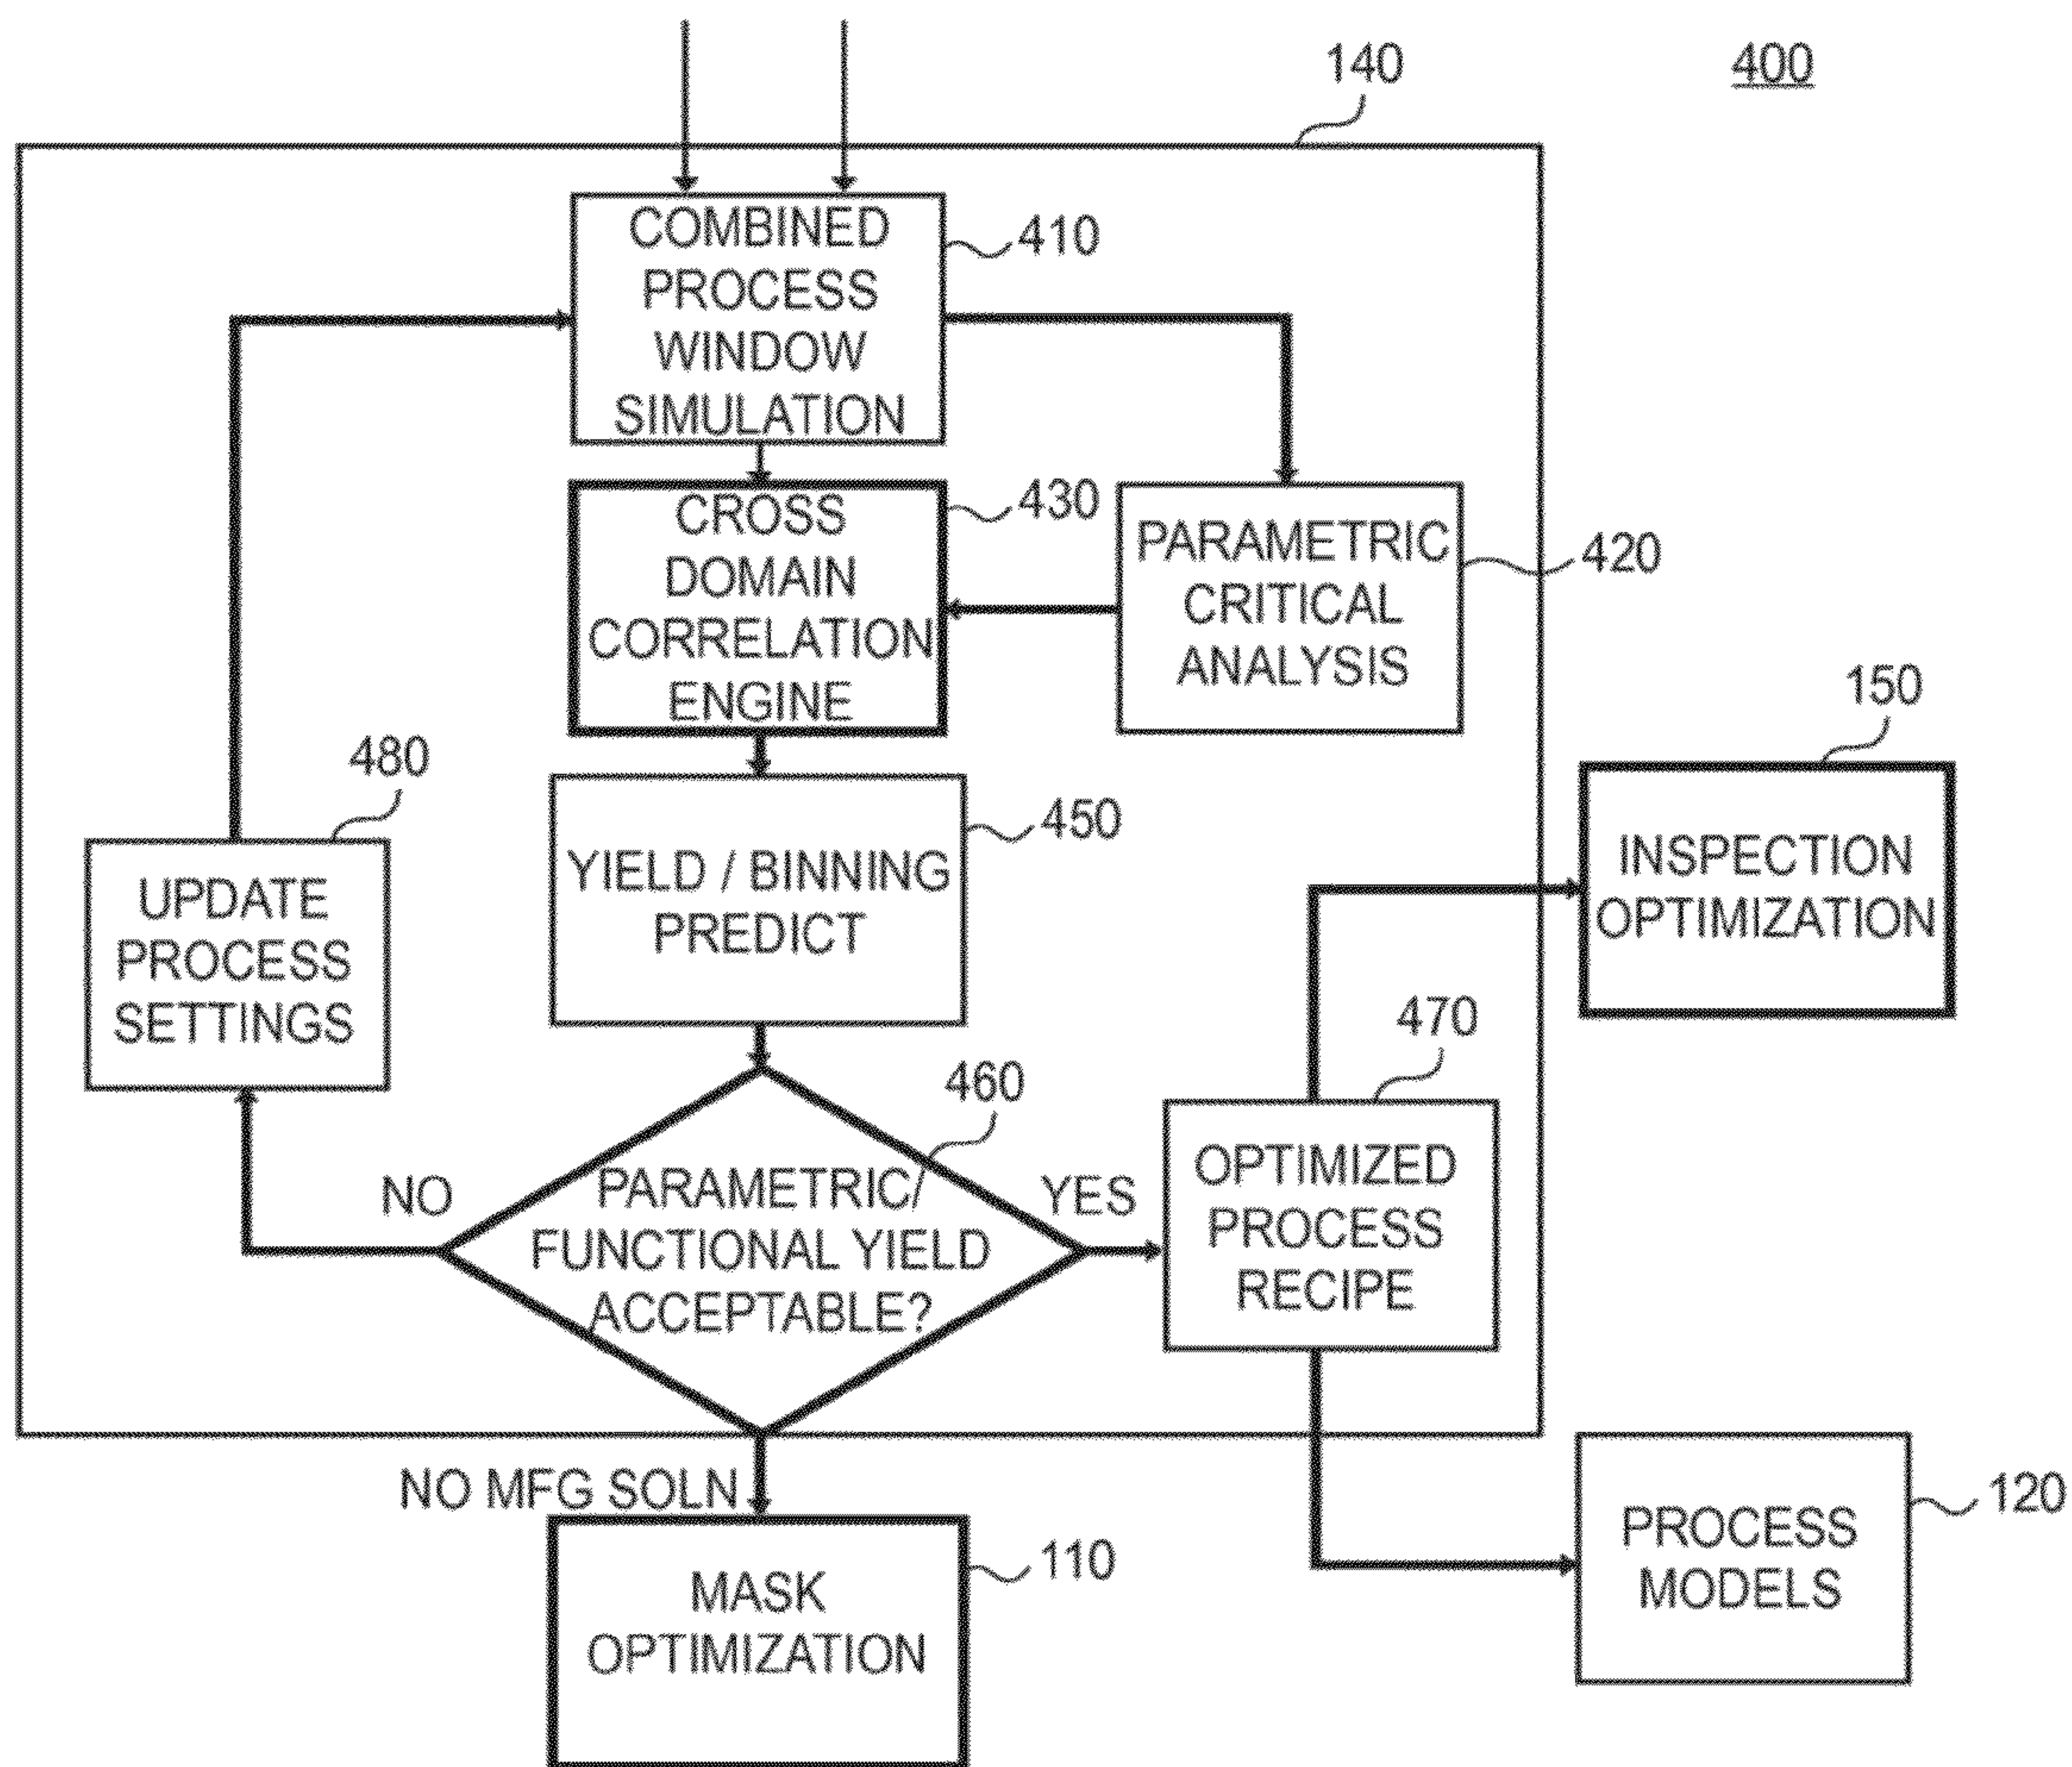 140
400
COMBINED
PROCESS
WINDOW
SIMULATION
410
CROSS
DOMAIN
CORRELATION
ENGINE
430
PARAMETRIC
CRITICAL
ANALYSIS
420
150
INSPECTION
OPTIMIZATION
480
UPDATE
PROCESS
SETTINGS
YIELD / BINNING
PREDICT
450
460
PARAMETRIC/
FUNCTIONAL YIELD
ACCEPTABLE?
NO
YES
470
OPTIMIZED
PROCESS
RECIPE
NO MFG SOLN
MASK
OPTIMIZATION
110
PROCESS
MODELS
120